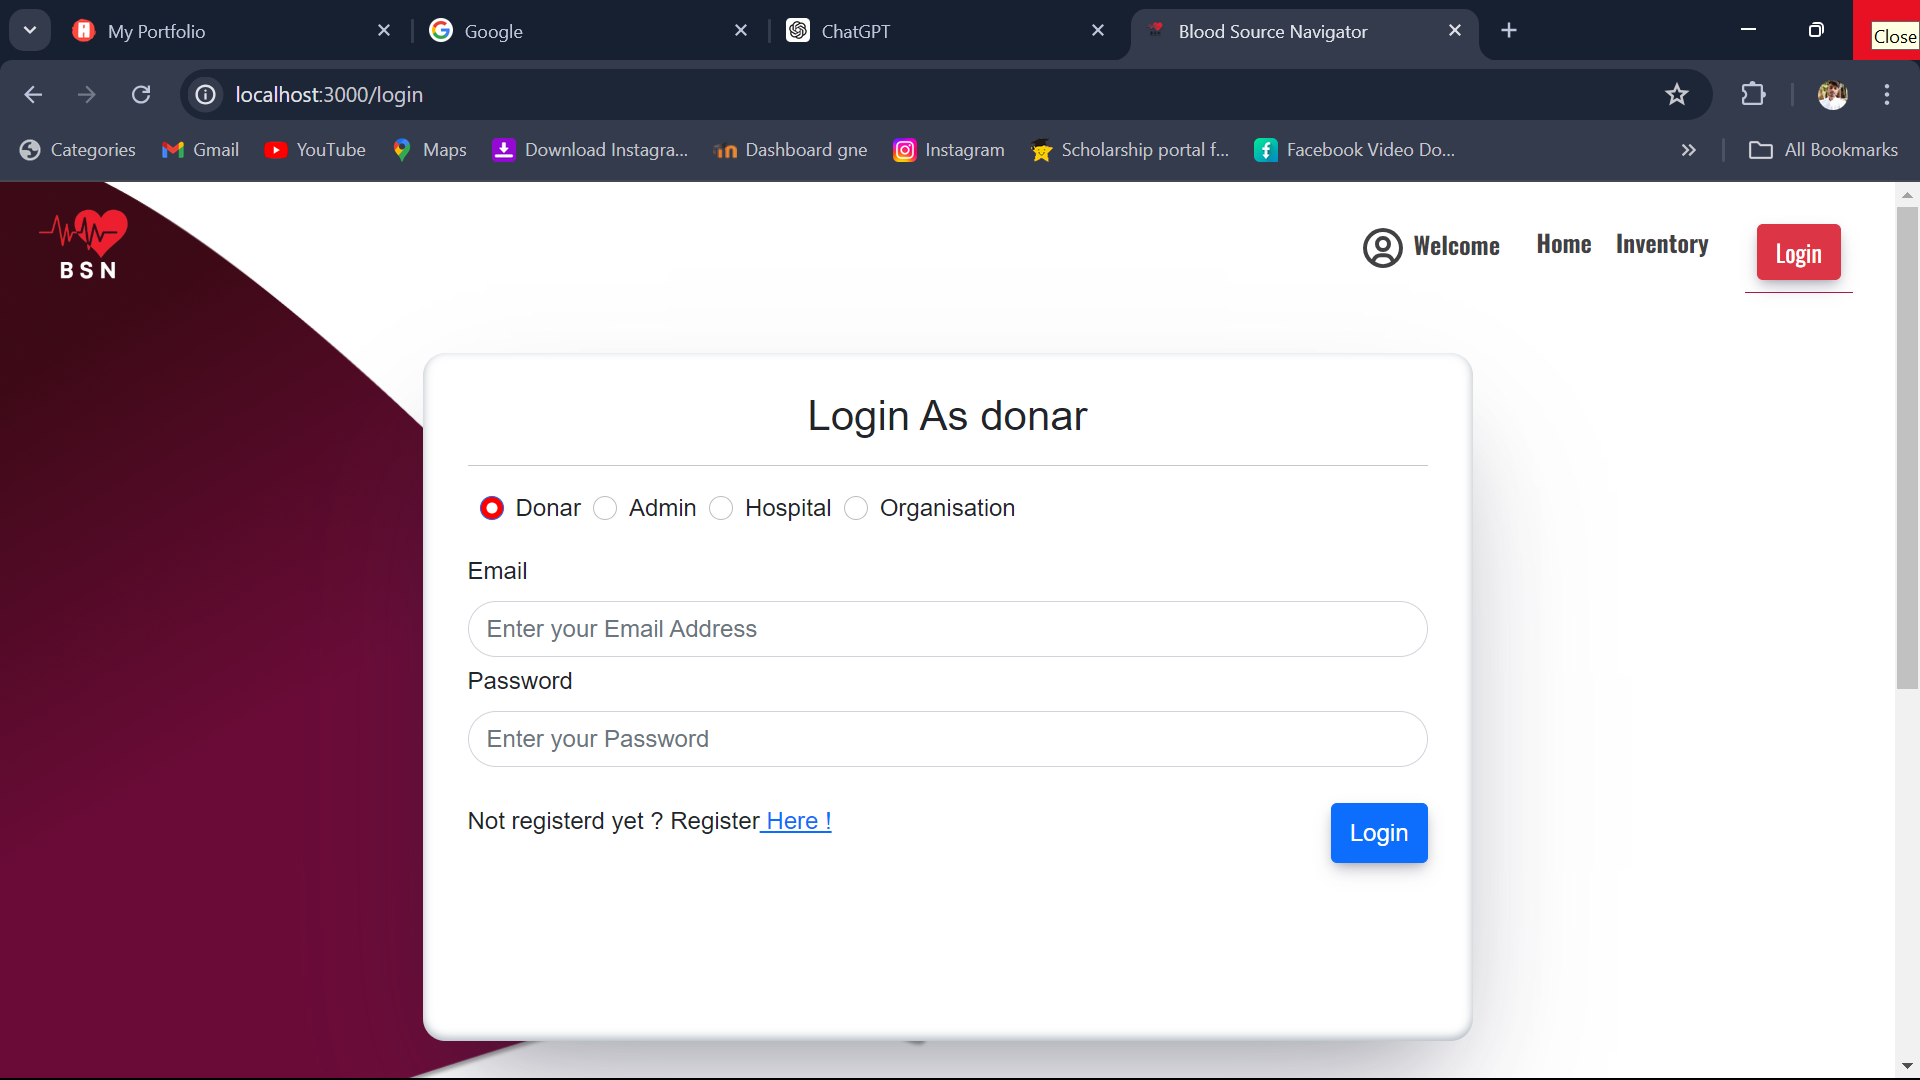 My Portfolio
Google
ChatGPT
Blood Source Navigator
Close
localhost:3000/login
Categories
Gmail
YouTube
Maps
Download Instagra...
Dashboard gne
Instagram
Scholarship portal f...
Facebook Video Do...
All Bookmarks
BSN
Welcome
Home
Inventory
Login
Login As donar
Donar
Admin
Hospital
Organisation
Email
Enter your Email Address
Password
Enter your Password
Not registerd yet ? Register Here !
Login